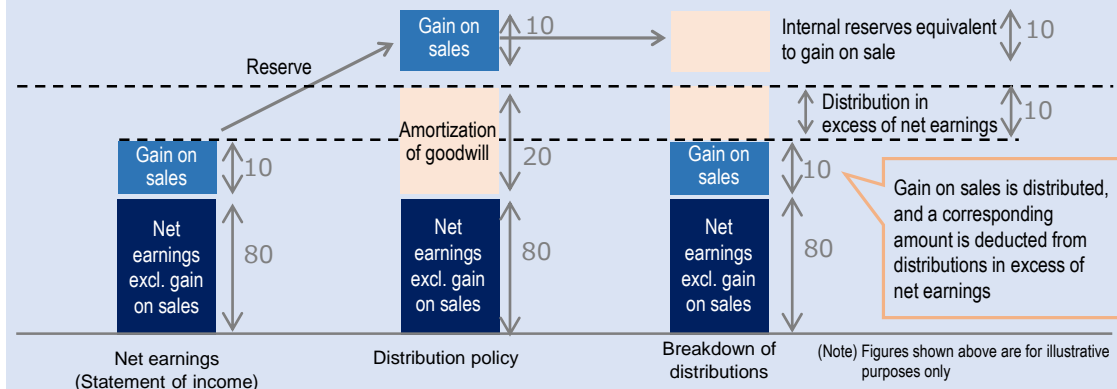 Gain on
sales
10
Internal reserves equivalent
to gain on sale
10
Reserve
Amortization
of goodwill
20
Distribution in
excess of net earnings
10
Gain on
sales
10
Gain on
sales
10
Gain on sales is distributed,
and a corresponding
amount is deducted from
distributions in excess of
net earnings
Net
earnings
excl. gain
on sales
80
Net
earnings
excl. gain
on sales
80
Net
earnings
excl. gain
on sales
80
Net earnings
(Statement of income)
Distribution policy
Breakdown of
distributions
(Note) Figures shown above are for illustrative
purposes only